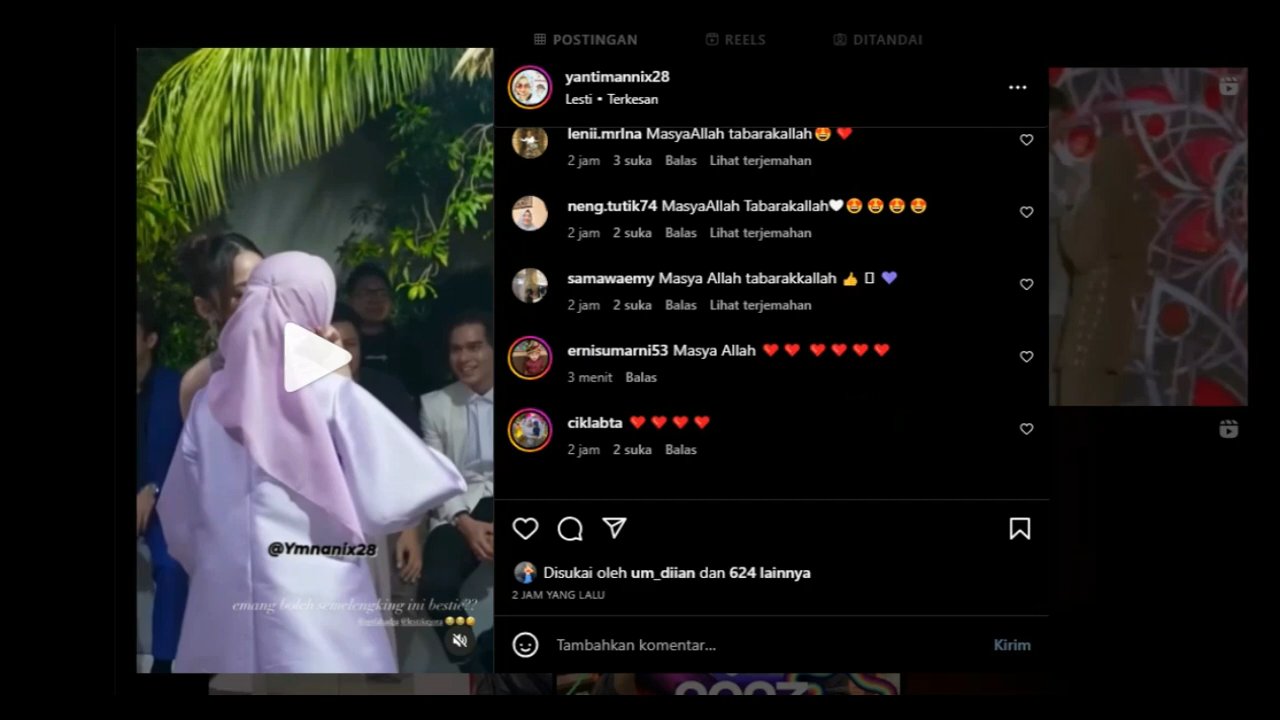 POSTINGAN REELS DITANDAI
yantimannix28
Lesti • Terkesan
lenii.mrlna MasyaAllah tabarakallah🤩 ❤️
2 jam 3 suka Balas Lihat terjemahan
neng.tutik74 MasyaAllah Tabarakallah🤍🤩 🤩 🤩 🤩
2 jam 2 suka Balas Lihat terjemahan
samawaemy Masya Allah tabarakkallah 👍 💜
2 jam 2 suka Balas Lihat terjemahan
ernisumarni53 Masya Allah ❤️ ❤️ ❤️ ❤️ ❤️ ❤️
3 menit Balas
ciklabta ❤️ ❤️ ❤️ ❤️
2 jam 2 suka Balas
@Ymnanix28
emang boleh semelengking ini bestie??
Disukai oleh um_diian dan 624 lainnya
2 JAM YANG LALU
Tambahkan komentar... Kirim